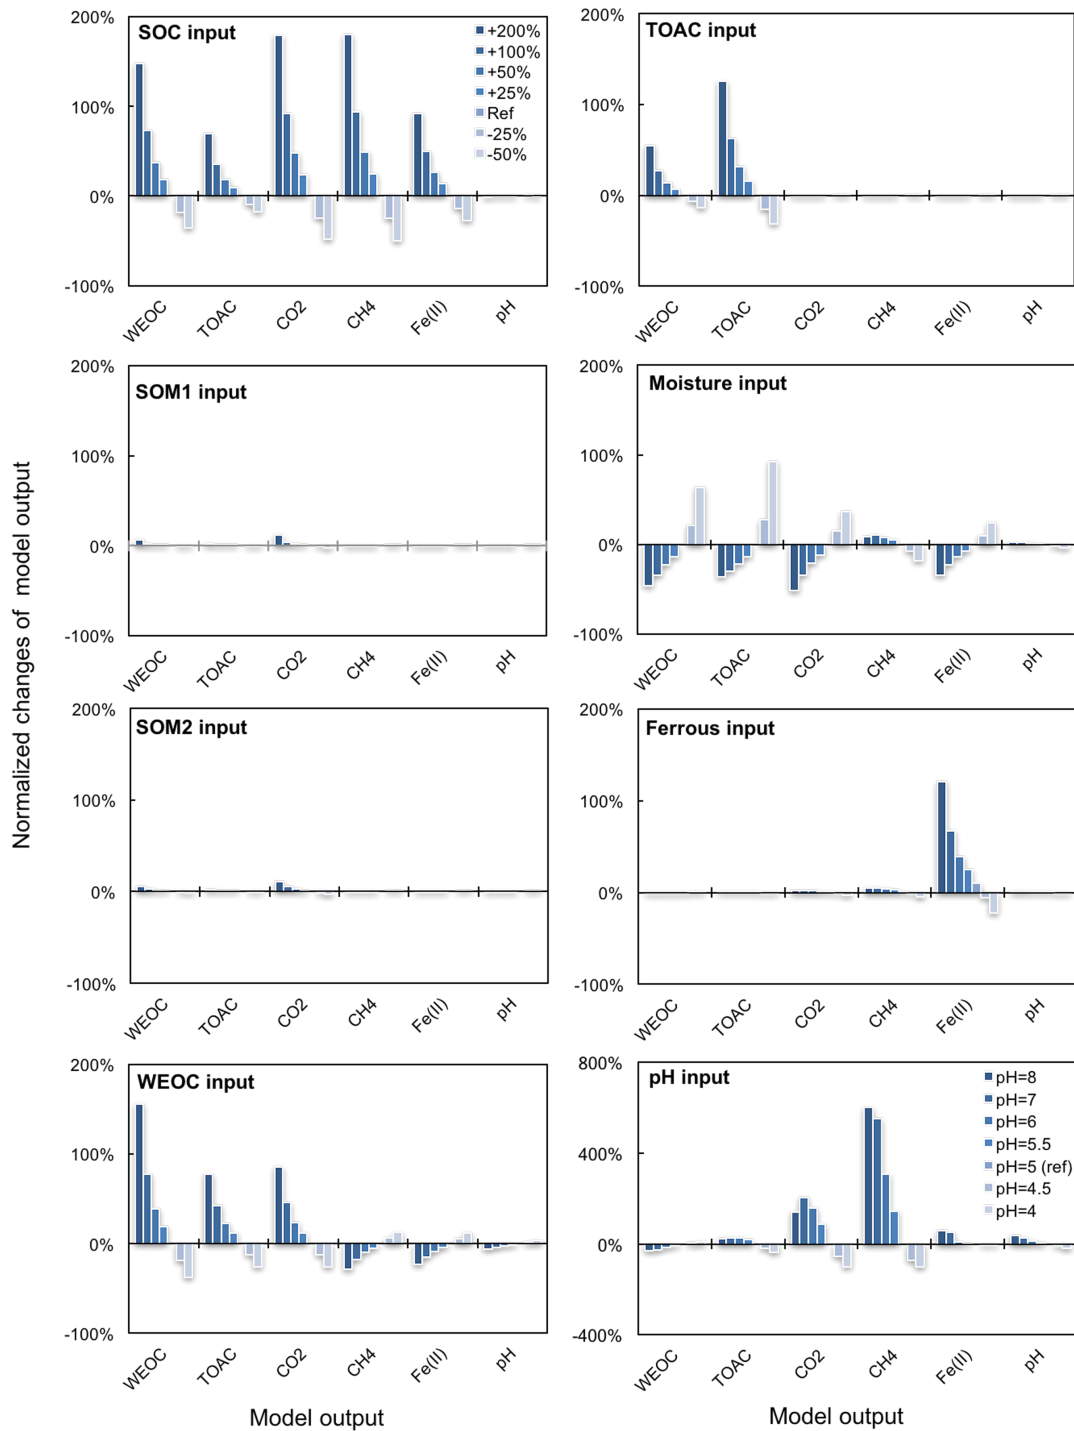 Normalized changes of model output
SOC input
+200%
+100%
+50%
+25%
Ref
-25%
-50%
200%
100%
0%
-100%
WEOC
TOAC
CO2
CH4
Fe(II)
pH
TOAC input
200%
100%
0%
-100%
WEOC
TOAC
CO2
CH4
Fe(II)
pH
SOM1 input
200%
100%
0%
-100%
WEOC
TOAC
CO2
CH4
Fe(II)
pH
Moisture input
200%
100%
0%
-100%
WEOC
TOAC
CO2
CH4
Fe(II)
pH
SOM2 input
200%
100%
0%
-100%
WEOC
TOAC
CO2
CH4
Fe(II)
pH
Ferrous input
200%
100%
0%
-100%
WEOC
TOAC
CO2
CH4
Fe(II)
pH
WEOC input
200%
100%
0%
-100%
WEOC
TOAC
CO2
CH4
Fe(II)
pH
Model output
pH input
pH=8
pH=7
pH=6
pH=5.5
pH=5 (ref)
pH=4.5
pH=4
800%
400%
0%
-400%
WEOC
TOAC
CO2
CH4
Fe(II)
pH
Model output